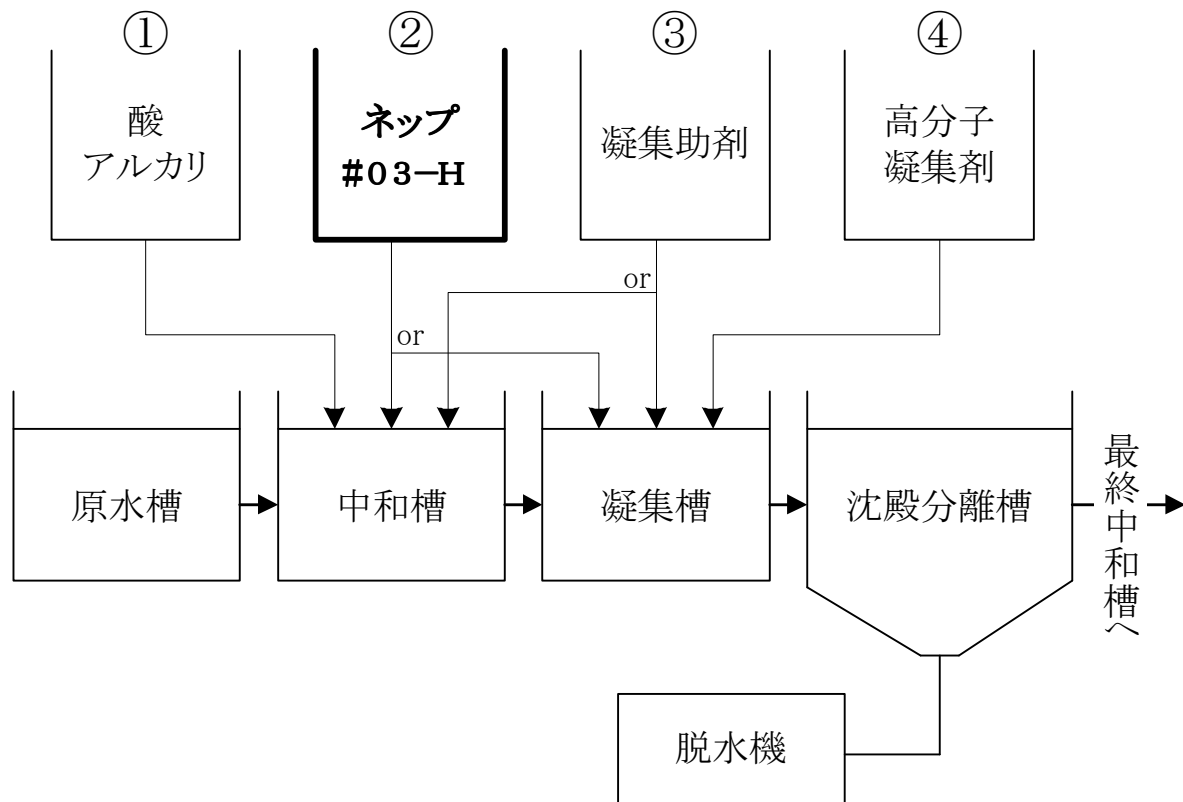 ①
②
③
④
酸
アルカリ
ネップ
#03-H
凝集助剤
高分子
凝集剤
or
or
原水槽
中和槽
凝集槽
沈殿分離槽
最終中和槽へ
脱水機